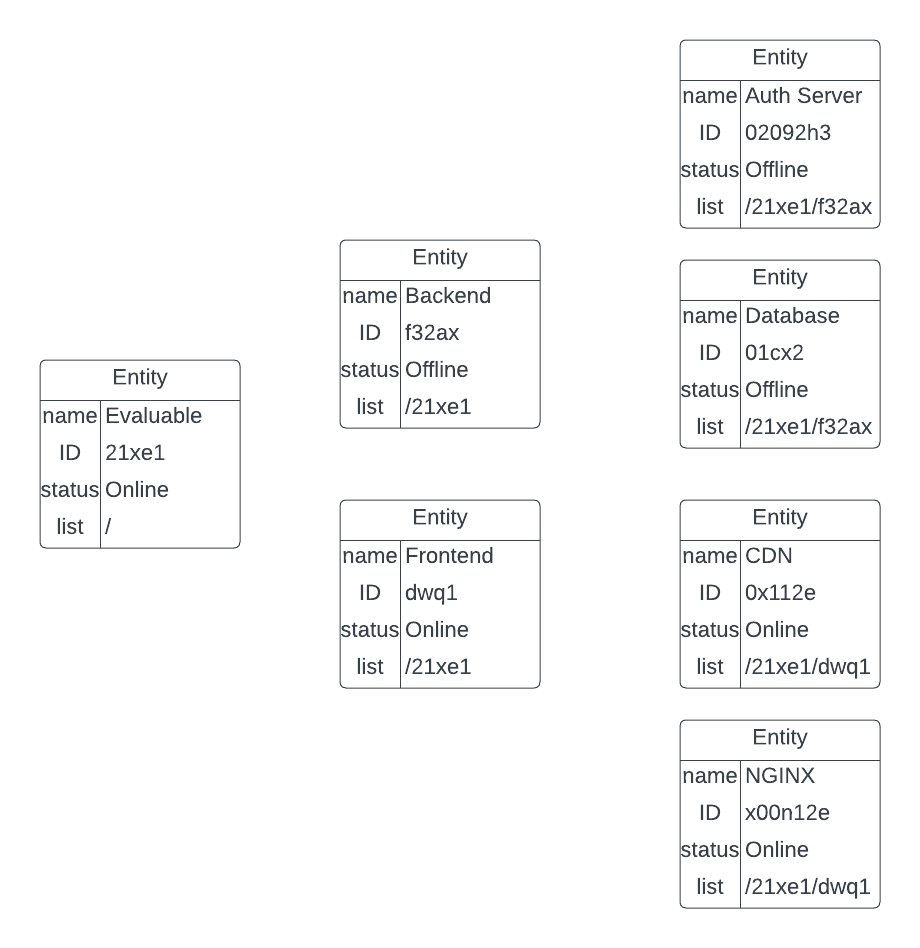 Entity
name Evaluable
ID 21xe1
status Online
list /
Entity
name Backend
ID f32ax
status Offline
list /21xe1
Entity
name Frontend
ID dwq1
status Online
list /21xe1
Entity
name Auth Server
ID 02092h3
status Offline
list /21xe1/f32ax
Entity
name Database
ID 01cx2
status Offline
list /21xe1/f32ax
Entity
name CDN
ID 0x112e
status Online
list /21xe1/dwq1
Entity
name NGINX
ID x00n12e
status Online
list /21xe1/dwq1